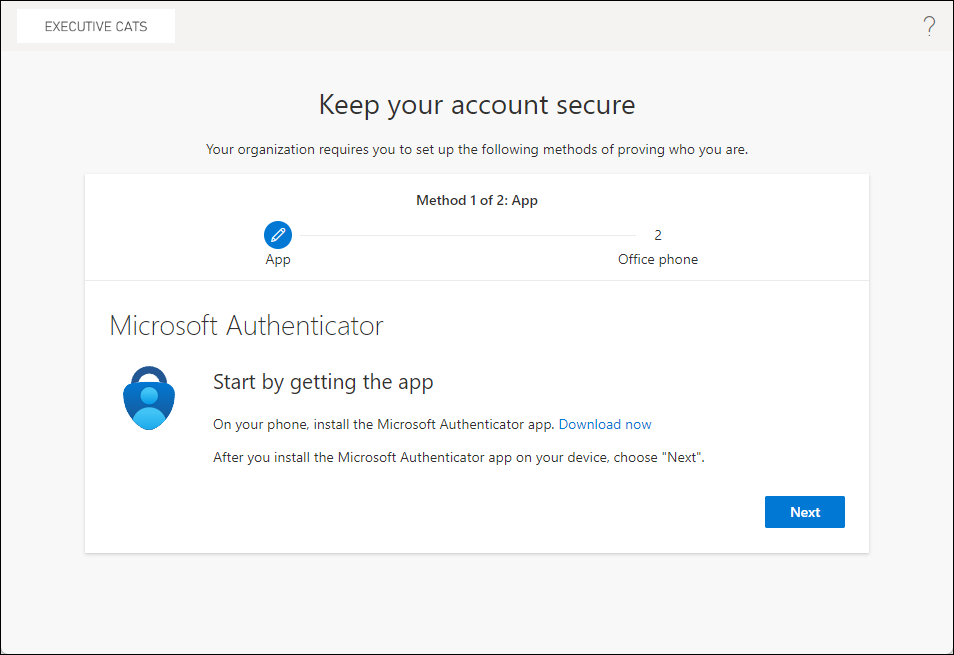 EXECUTIVE CATS
?
Keep your account secure
Your organization requires you to set up the following methods of proving who you are.
Method 1 of 2: App
2
App
Office phone
Microsoft Authenticator
Start by getting the app
On your phone, install the Microsoft Authenticator app. Download now
After you install the Microsoft Authenticator app on your device, choose "Next".
Next